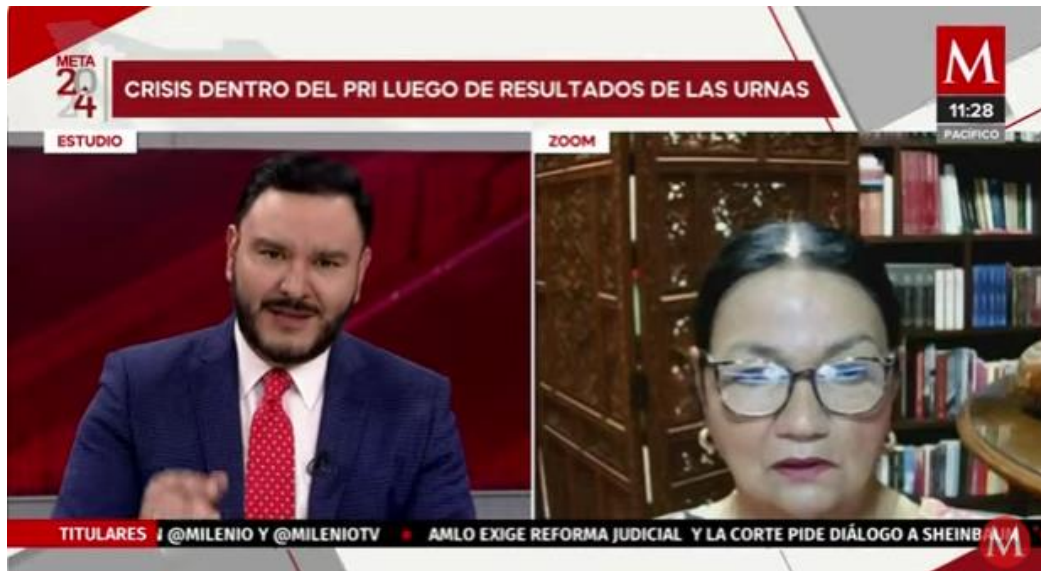 META
2024
CRISIS DENTRO DEL PRI LUEGO DE RESULTADOS DE LAS URNAS
M
11:28
PACÍFICO
ESTUDIO
ZOOM
TITULARES N @MILENIO Y @MILENIOTV • AMLO EXIGE REFORMA JUDICIAL Y LA CORTE PIDE DIÁLOGO A SHEINBAUM
M